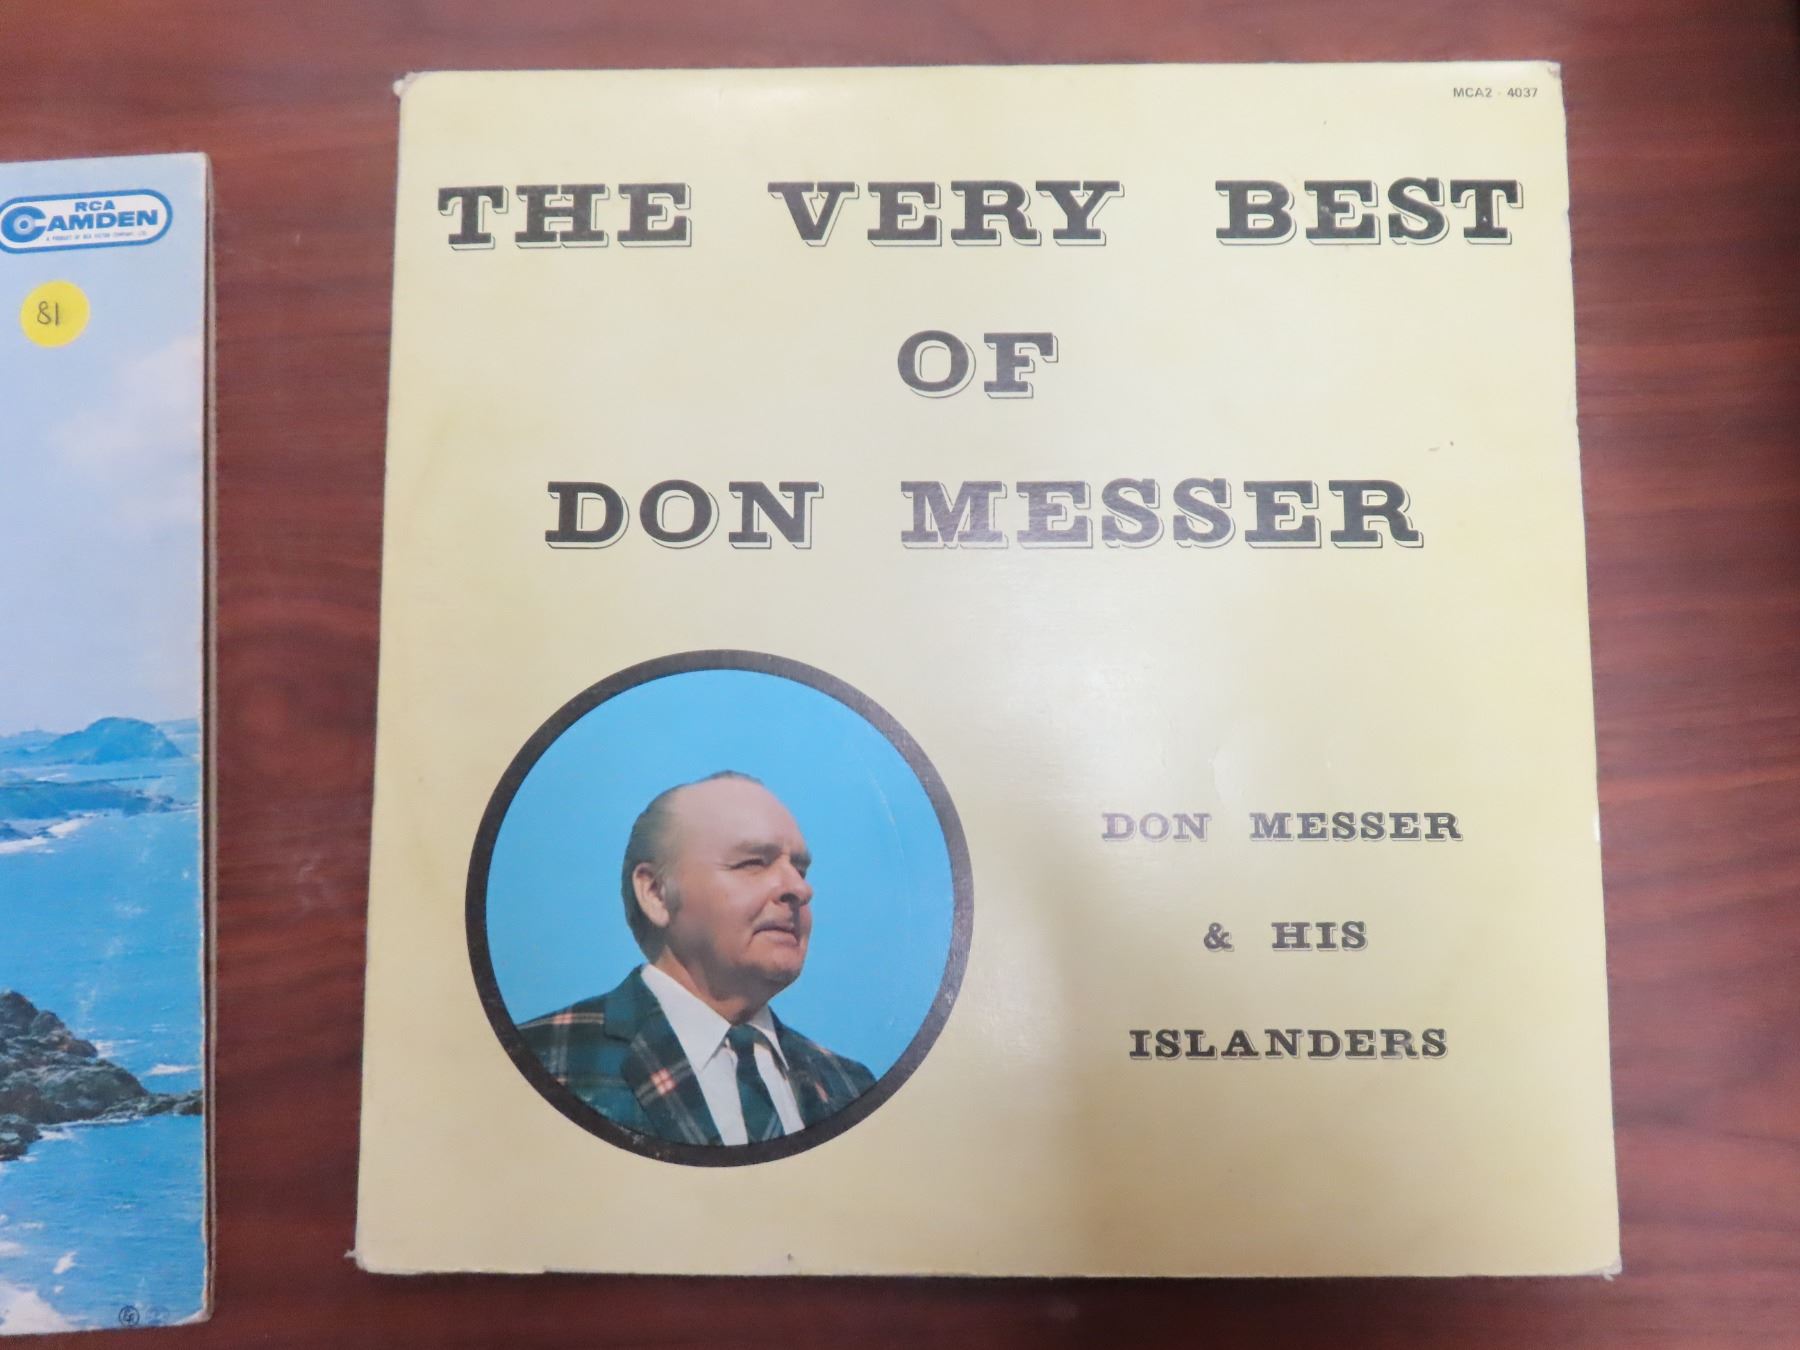 RCA
CAMDEN
81
MCA2 - 4037
THE VERY BEST
OF
DON MESSER
DON MESSER
& HIS
ISLANDERS